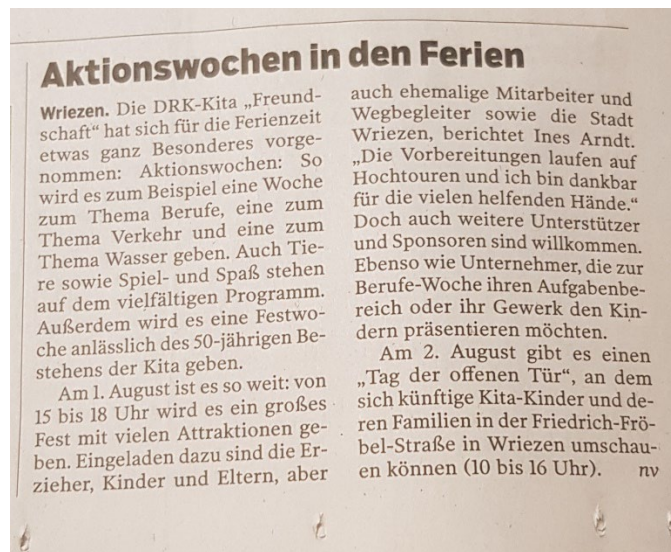 Aktionswochen in den Ferien
Wriezen. Die DRK-Kita „Freund-
schaft“ hat sich für die Ferienzeit
etwas ganz Besonderes vorge-
nommen: Aktionswochen: So
wird es zum Beispiel eine Woche
zum Thema Berufe, eine zum
Thema Verkehr und eine zum
Thema Wasser geben. Auch Tie-
re sowie Spiel- und Spaß stehen
auf dem vielfältigen Programm.
Außerdem wird es eine Festwo-
che anlässlich des 50-jährigen Be-
stehens der Kita geben.
Am 1. August ist es so weit: von
15 bis 18 Uhr wird es ein großes
Fest mit vielen Attraktionen ge-
ben. Eingeladen dazu sind die Er-
zieher, Kinder und Eltern, aber
auch ehemalige Mitarbeiter und
Wegbegleiter sowie die Stadt
Wriezen, berichtet Ines Arndt.
„Die Vorbereitungen laufen auf
Hochtouren und ich bin dankbar
für die vielen helfenden Hände.“
Doch auch weitere Unterstützer
und Sponsoren sind willkommen.
Ebenso wie Unternehmer, die zur
Berufe-Woche ihren Aufgabenbe-
reich oder ihr Gewerk den Kin-
dern präsentieren möchten.
Am 2. August gibt es einen
„Tag der offenen Tür“, an dem
sich künftige Kita-Kinder und de-
ren Familien in der Friedrich-Frö-
bel-Straße in Wriezen umschau-
en können (10 bis 16 Uhr). nv